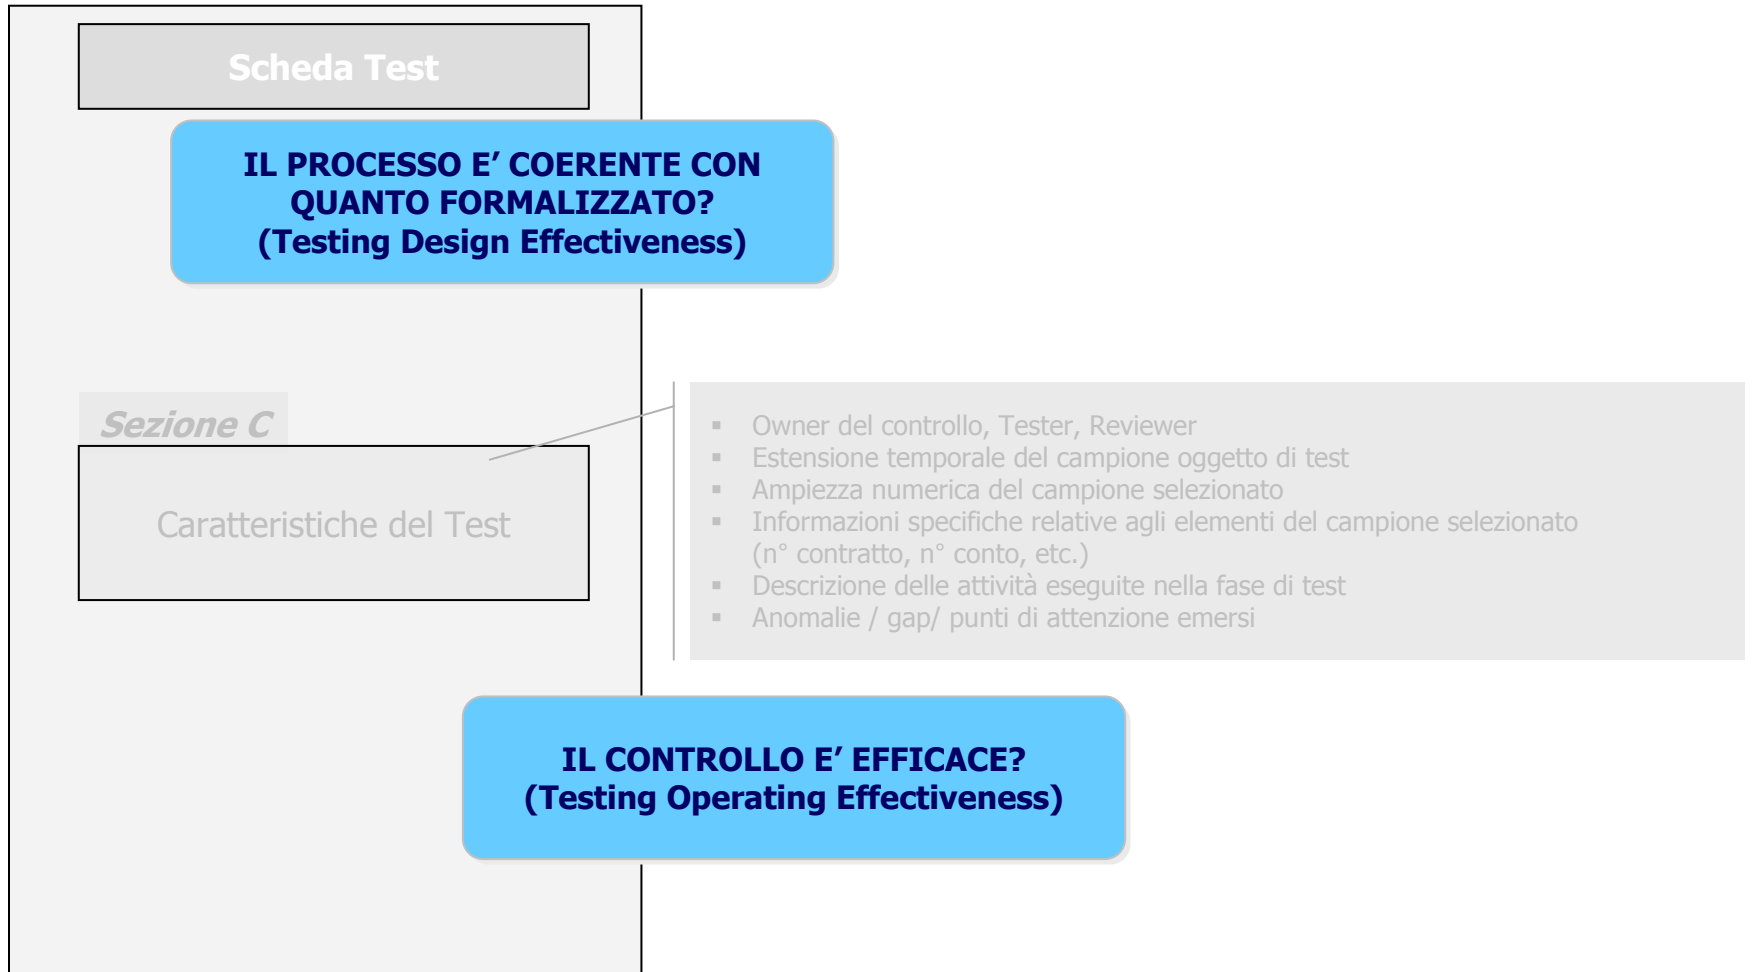 Scheda Test
IL PROCESSO E’ COERENTE CON
QUANTO FORMALIZZATO?
(Testing Design Effectiveness)
Sezione C
Caratteristiche del Test
▪ Owner del controllo, Tester, Reviewer
▪ Estensione temporale del campione oggetto di test
▪ Ampiezza numerica del campione selezionato
▪ Informazioni specifiche relative agli elementi del campione selezionato
(n° contratto, n° conto, etc.)
▪ Descrizione delle attività eseguite nella fase di test
▪ Anomalie / gap/ punti di attenzione emersi
IL CONTROLLO E’ EFFICACE?
(Testing Operating Effectiveness)